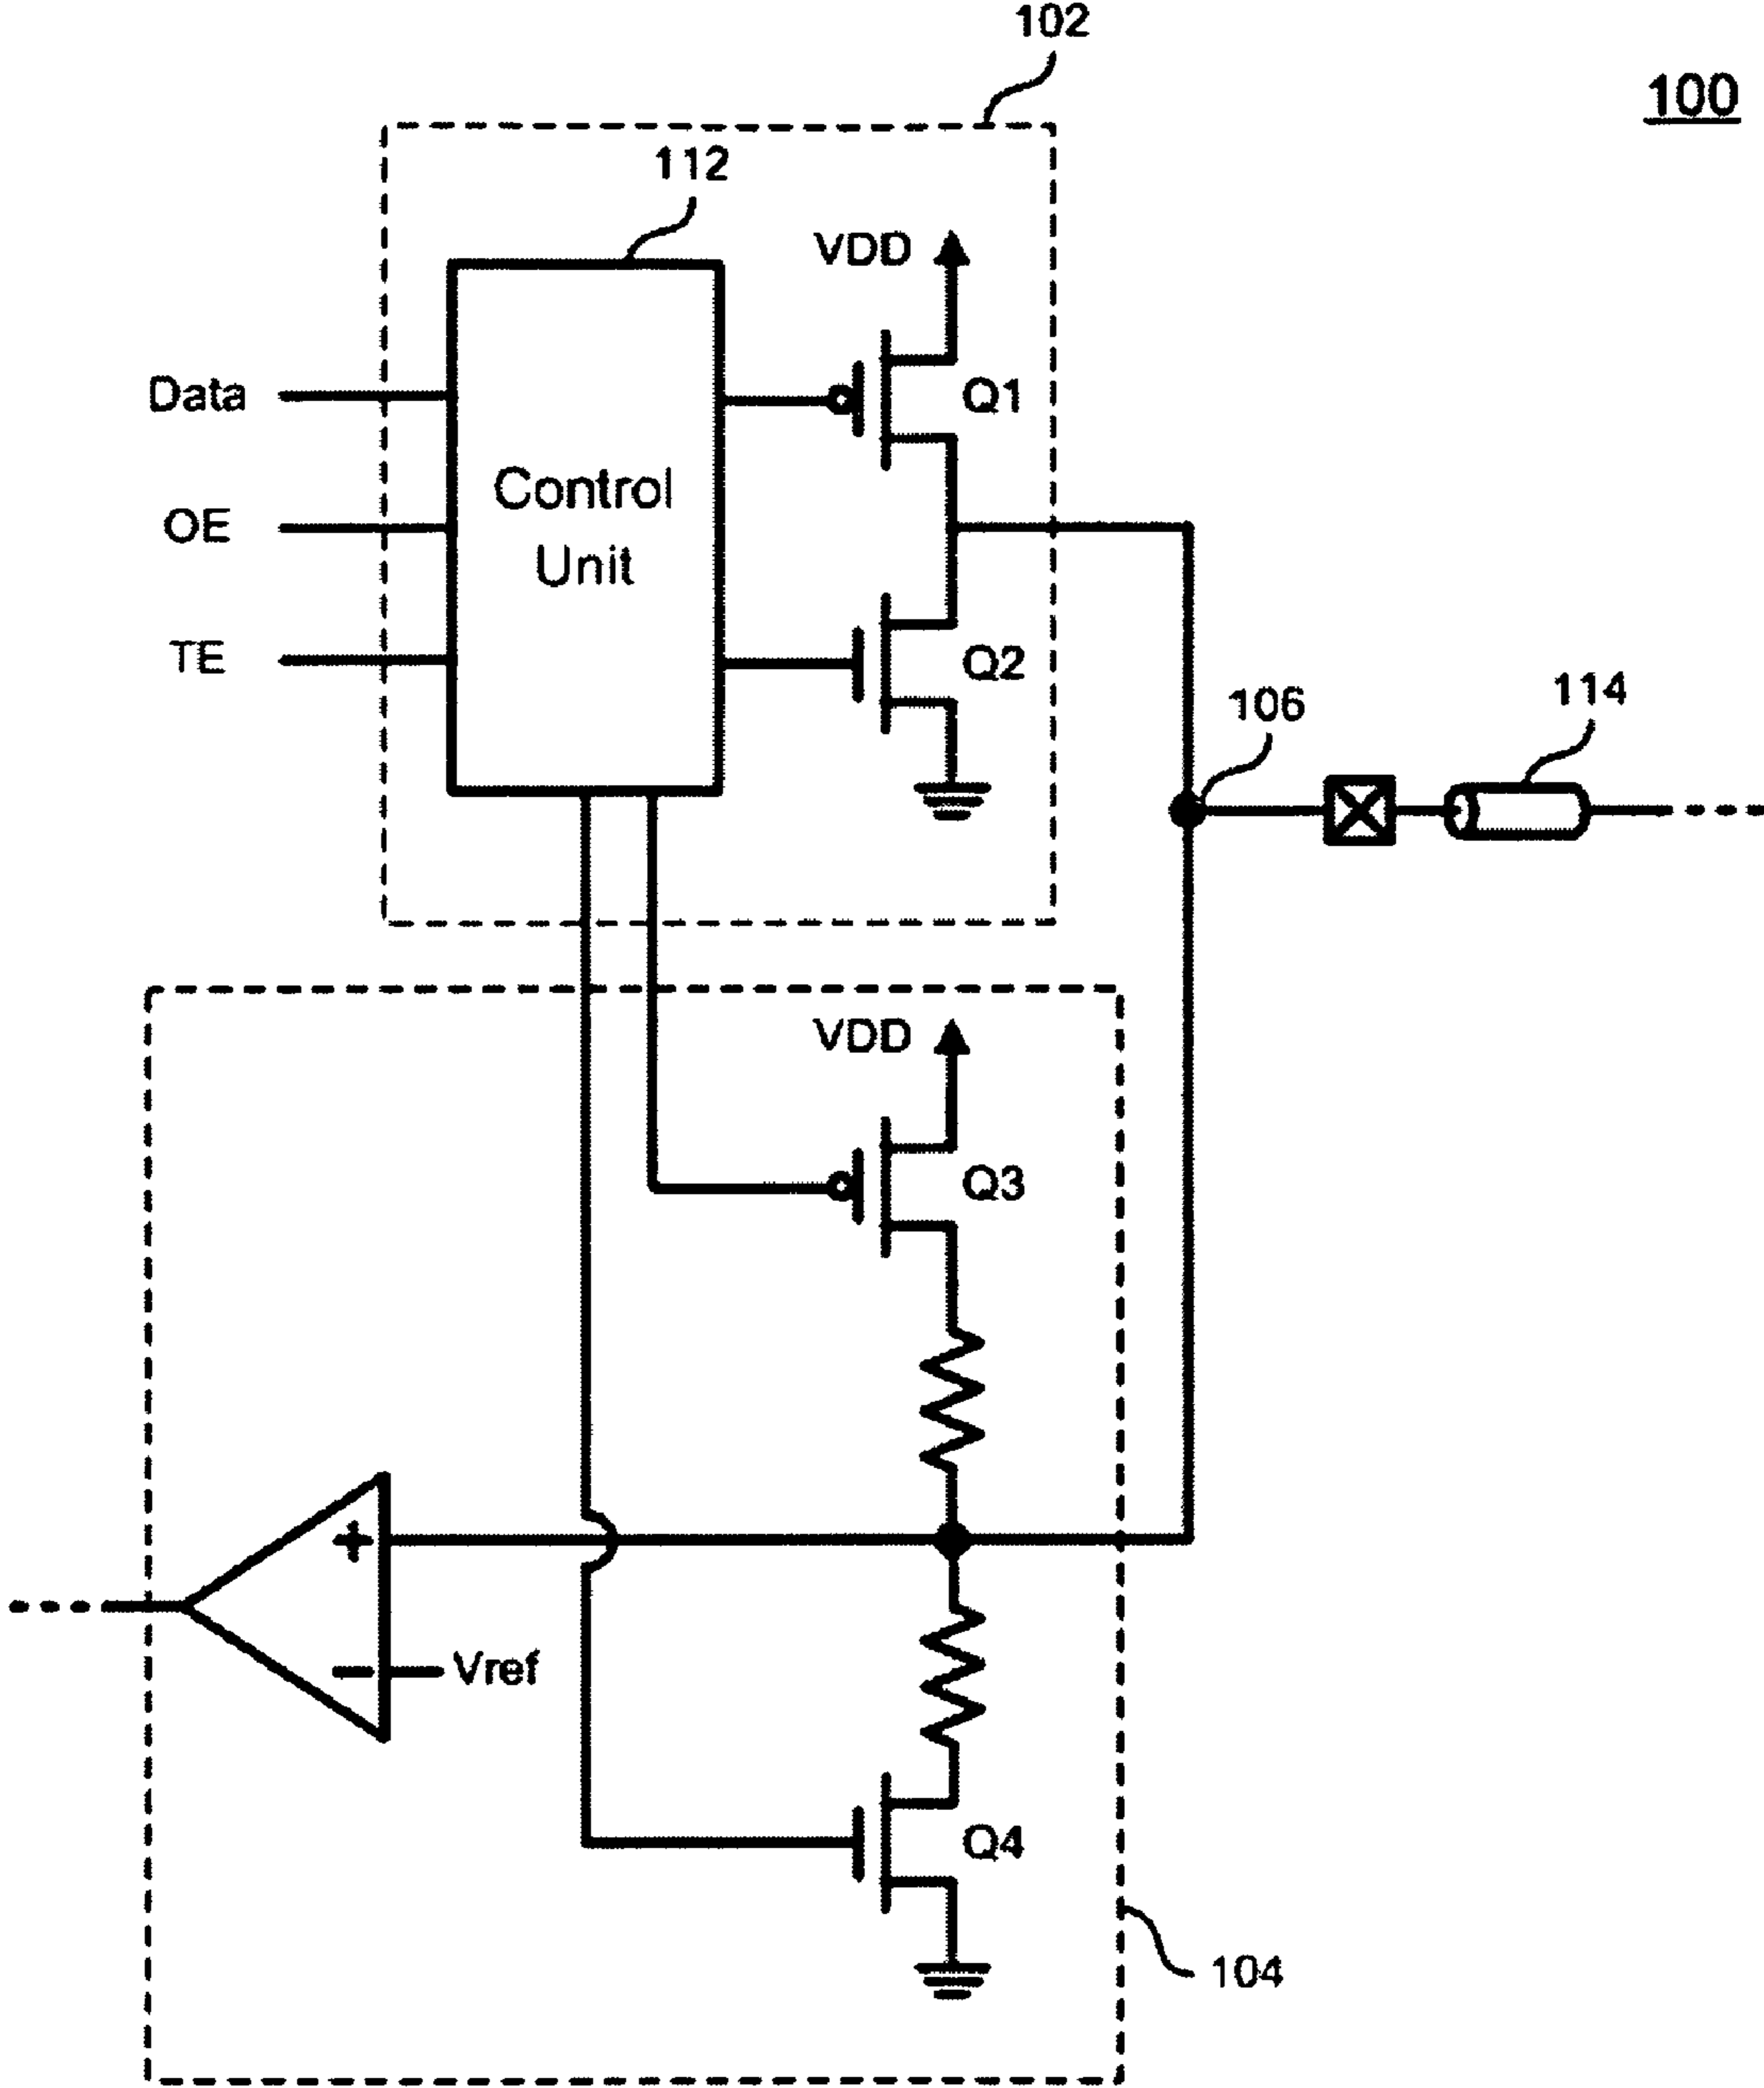 102
100
112
VDD
Data
Q1
Control
Unit
OE
TE
Q2
106
114
VDD
Q3
+
− Vref
Q4
104